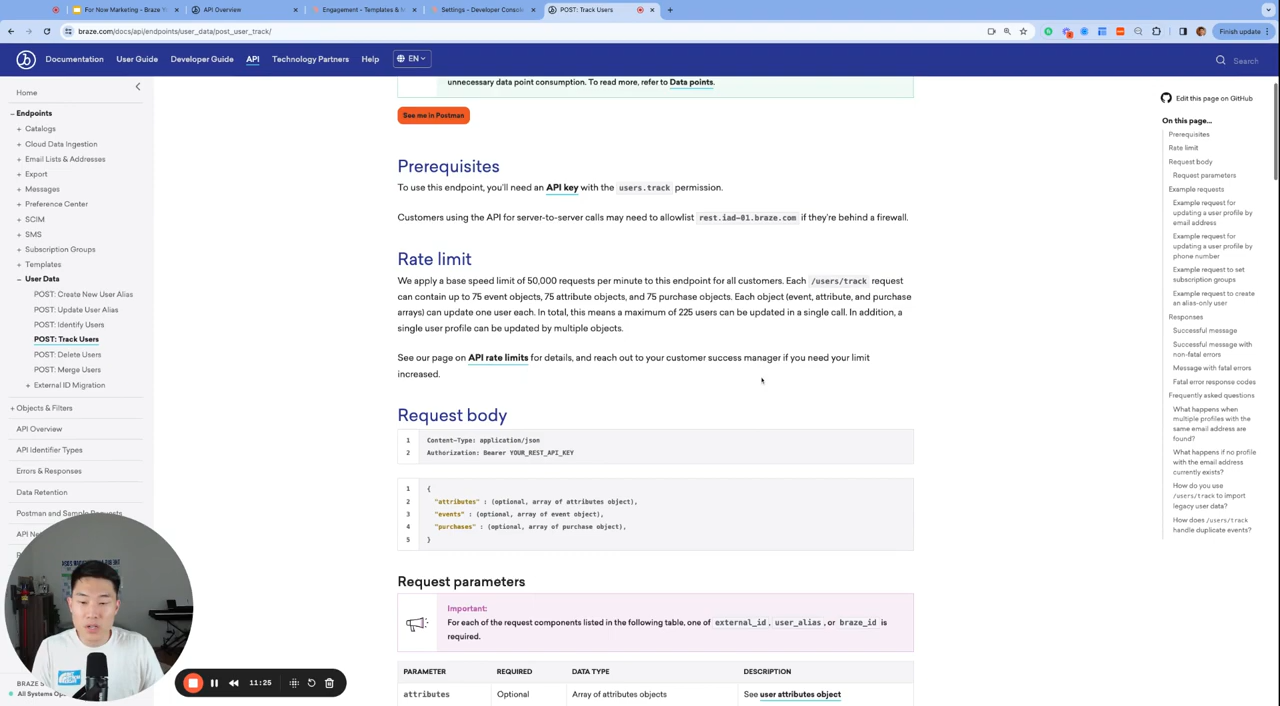 For Now Marketing - Braze
API Overview
Engagement - Templates & M
Settings - Developer Consol
POST: Track Users
braze.com/docs/api/endpoints/user_data/post_user_track/
Finish update
Documentation
User Guide
Developer Guide
API
Technology Partners
Help
EN
Search
Home
Endpoints
Catalogs
Cloud Data Ingestion
Email Lists & Addresses
Export
Messages
Preference Center
SCIM
SMS
Subscription Groups
Templates
User Data
POST: Create New User Alias
POST: Update User Alias
POST: Identify Users
POST: Track Users
POST: Delete Users
POST: Merge Users
External ID Migration
Objects & Filters
API Overview
API Identifier Types
Errors & Responses
Data Retention
Postman and Sample Requests
unnecessary data point consumption. To read more, refer to Data points.
See me in Postman
Prerequisites
To use this endpoint, you'll need an API key with the users.track permission.
Customers using the API for server-to-server calls may need to allowlist rest.iad-01.braze.com if they're behind a firewall.
Rate limit
We apply a base speed limit of 50,000 requests per minute to this endpoint for all customers. Each /users/track request
can contain up to 75 event objects, 75 attribute objects, and 75 purchase objects. Each object (event, attribute, and purchase
arrays) can update one user each. In total, this means a maximum of 225 users can be updated in a single call. In addition, a
single user profile can be updated by multiple objects.
See our page on API rate limits for details, and reach out to your customer success manager if you need your limit
increased.
Request body
1 Content-Type: application/json
2 Authorization: Bearer YOUR_REST_API_KEY
1 {
2 "attributes" : (optional, array of attributes object),
3 "events" : (optional, array of event object),
4 "purchases" : (optional, array of purchase object),
5 }
Request parameters
Important:
For each of the request components listed in the following table, one of external_id, user_alias, or braze_id is
required.
PARAMETER REQUIRED DATA TYPE DESCRIPTION
attributes Optional Array of attributes objects See user attributes object
Edit this page on GitHub
On this page...
Prerequisites
Rate limit
Request body
Request parameters
Example requests
Example request for
updating a user profile by
email address
Example request for
updating a user profile by
phone number
Example request to set
subscription groups
Example request to create
an alias-only user
Responses
Successful message
Successful message with
non-fatal errors
Message with fatal errors
Fatal error response codes
Frequently asked questions
What happens when
multiple profiles with the
same email address are
found?
What happens if no profile
with the email address
currently exists?
How do you use
/users/track to import
legacy user data?
How does /users/track
handle duplicate events?
11:25